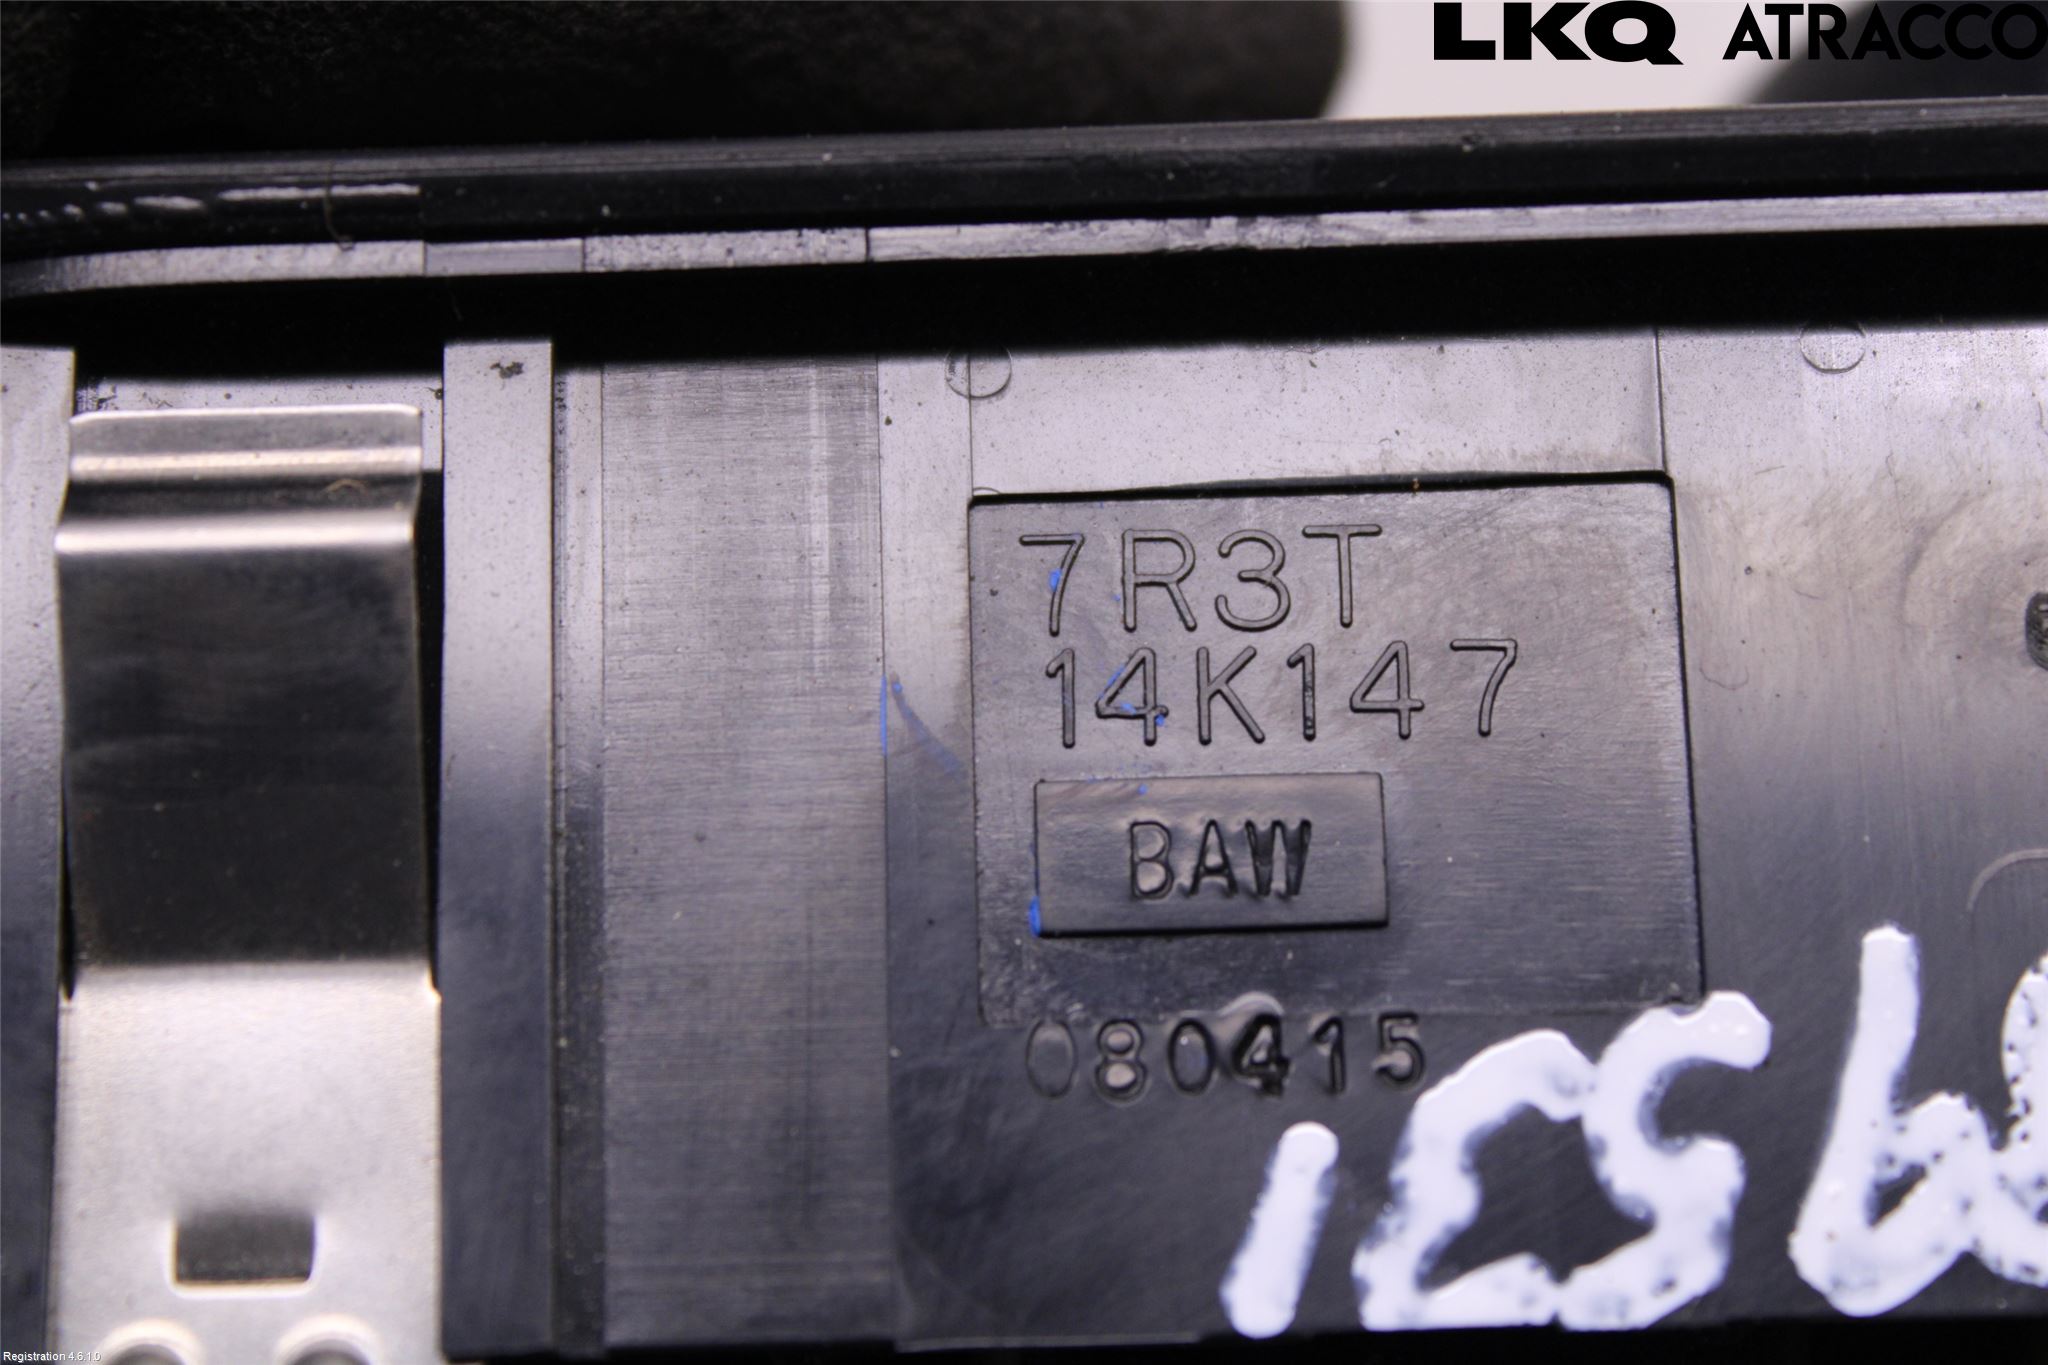 LKQ ATRACCO
7R3T
14K147
BAW
080415
Registration 4.6.1.0